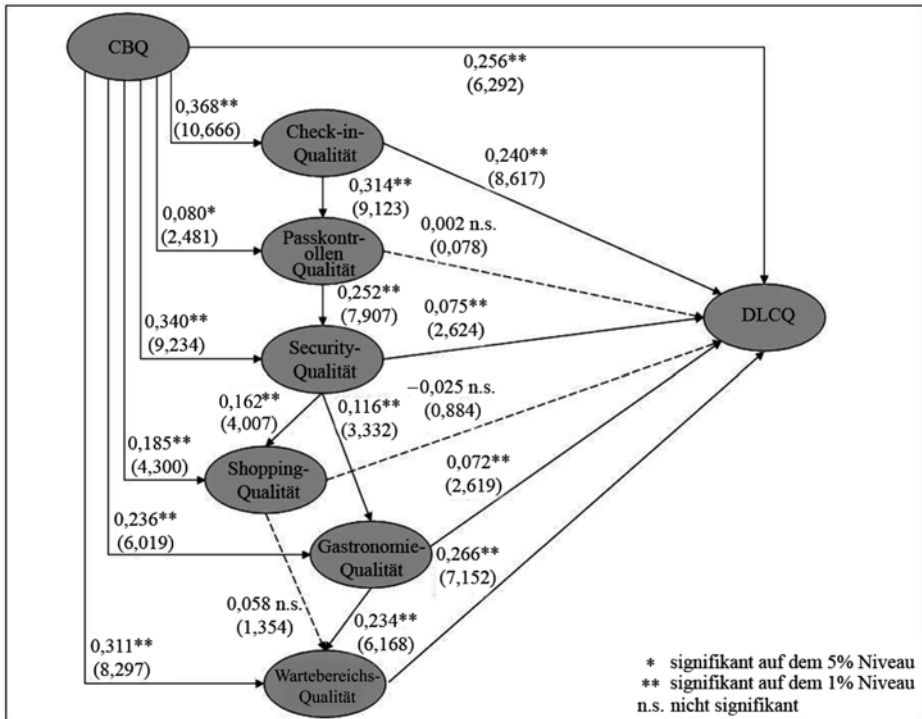 CBQ
0,256**
(6,292)
0,368**
(10,666)
Check-in-
Qualität
0,240**
(8,617)
0,314**
(9,123)
0,080*
(2,481)
Passkontr-
ollen
Qualität
0,002 n.s.
(0,078)
0,252**
(7,907)
0,075**
(2,624)
DLCQ
0,340**
(9,234)
Security-
Qualität
−0,025 n.s.
(0,884)
0,162**
(4,007)
0,116**
(3,332)
0,185**
(4,300)
Shopping-
Qualität
0,072**
(2,619)
0,236**
(6,019)
Gastronomie-
Qualität
0,266**
(7,152)
0,058 n.s.
(1,354)
0,234**
(6,168)
0,311**
(8,297)
Wartebereichs-
Qualität
* signifikant auf dem 5% Niveau
** signifikant auf dem 1% Niveau
n.s. nicht signifikant